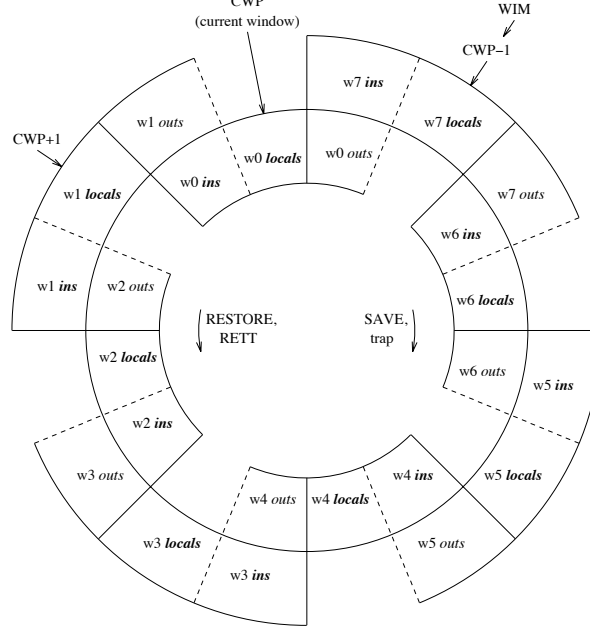 CWP
(current window)
WIM
CWP−1
w7 ins
w7 locals
w1 outs
w0 locals
w0 outs
CWP+1
w0 ins
w1 locals
w7 outs
w6 ins
w1 ins
w2 outs
w6 locals
RESTORE,
RETT
SAVE,
trap
w2 locals
w6 outs
w5 ins
w2 ins
w3 outs
w4 ins
w5 locals
w4 outs
w4 locals
w3 locals
w5 outs
w3 ins